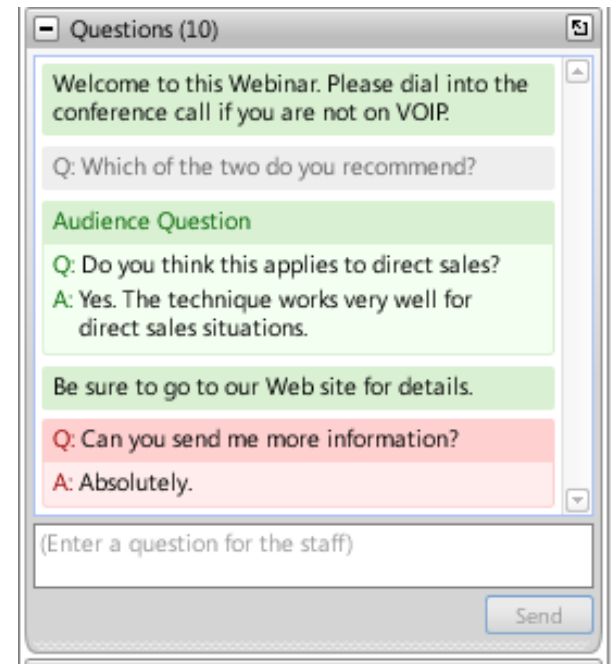 Questions (10)
Welcome to this Webinar. Please dial into the
conference call if you are not on VOIP.
Q: Which of the two do you recommend?
Audience Question
Q: Do you think this applies to direct sales?
A: Yes. The technique works very well for
direct sales situations.
Be sure to go to our Web site for details.
Q: Can you send me more information?
A: Absolutely.
(Enter a question for the staff)
Send